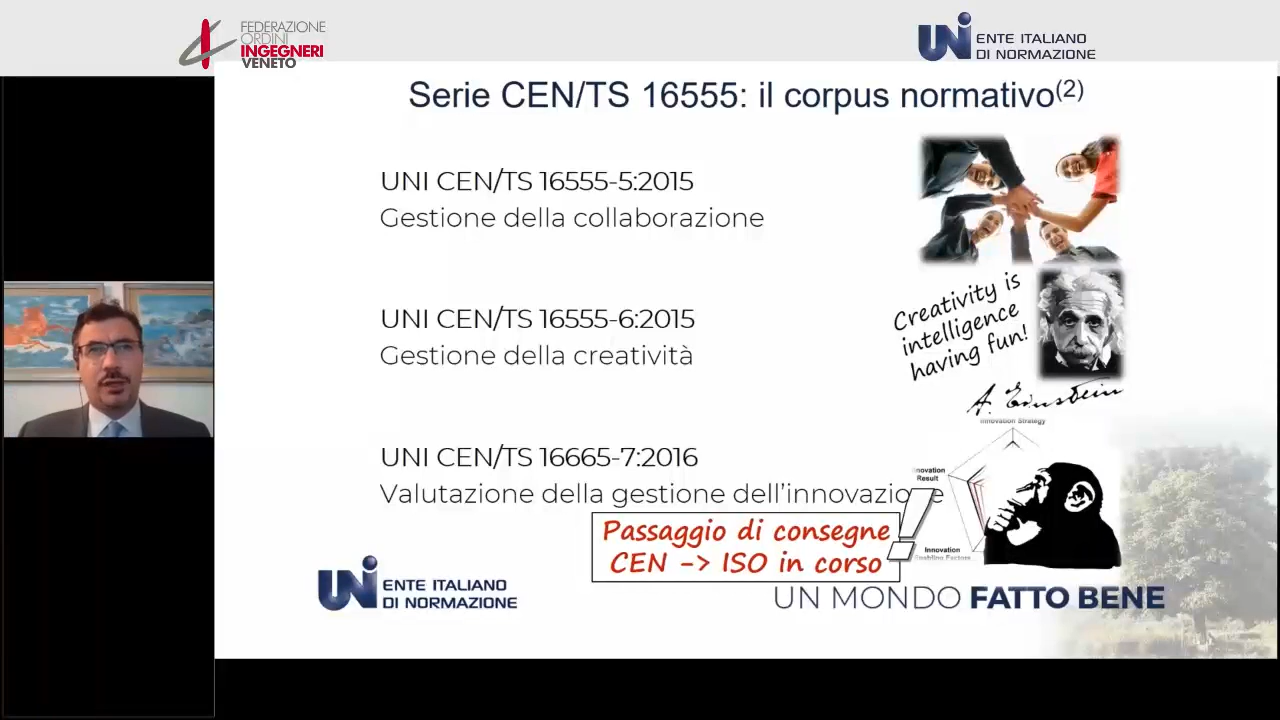 FEDERAZIONE
ORDINI
INGEGNERI
VENETO
UNI ENTE ITALIANO
DI NORMAZIONE
Serie CEN/TS 16555: il corpus normativo(2)
UNI CEN/TS 16555-5:2015
Gestione della collaborazione
Creativity is
intelligence
having fun!
A. Einstein
UNI CEN/TS 16555-6:2015
Gestione della creatività
UNI CEN/TS 16665-7:2016
Valutazione della gestione dell'innovazione
Innovation Strategy
Innovation
Result
Innovation
Enabling Factors
Passaggio di consegne
CEN -> ISO in corso
!
UNI ENTE ITALIANO
DI NORMAZIONE
UN MONDO FATTO BENE